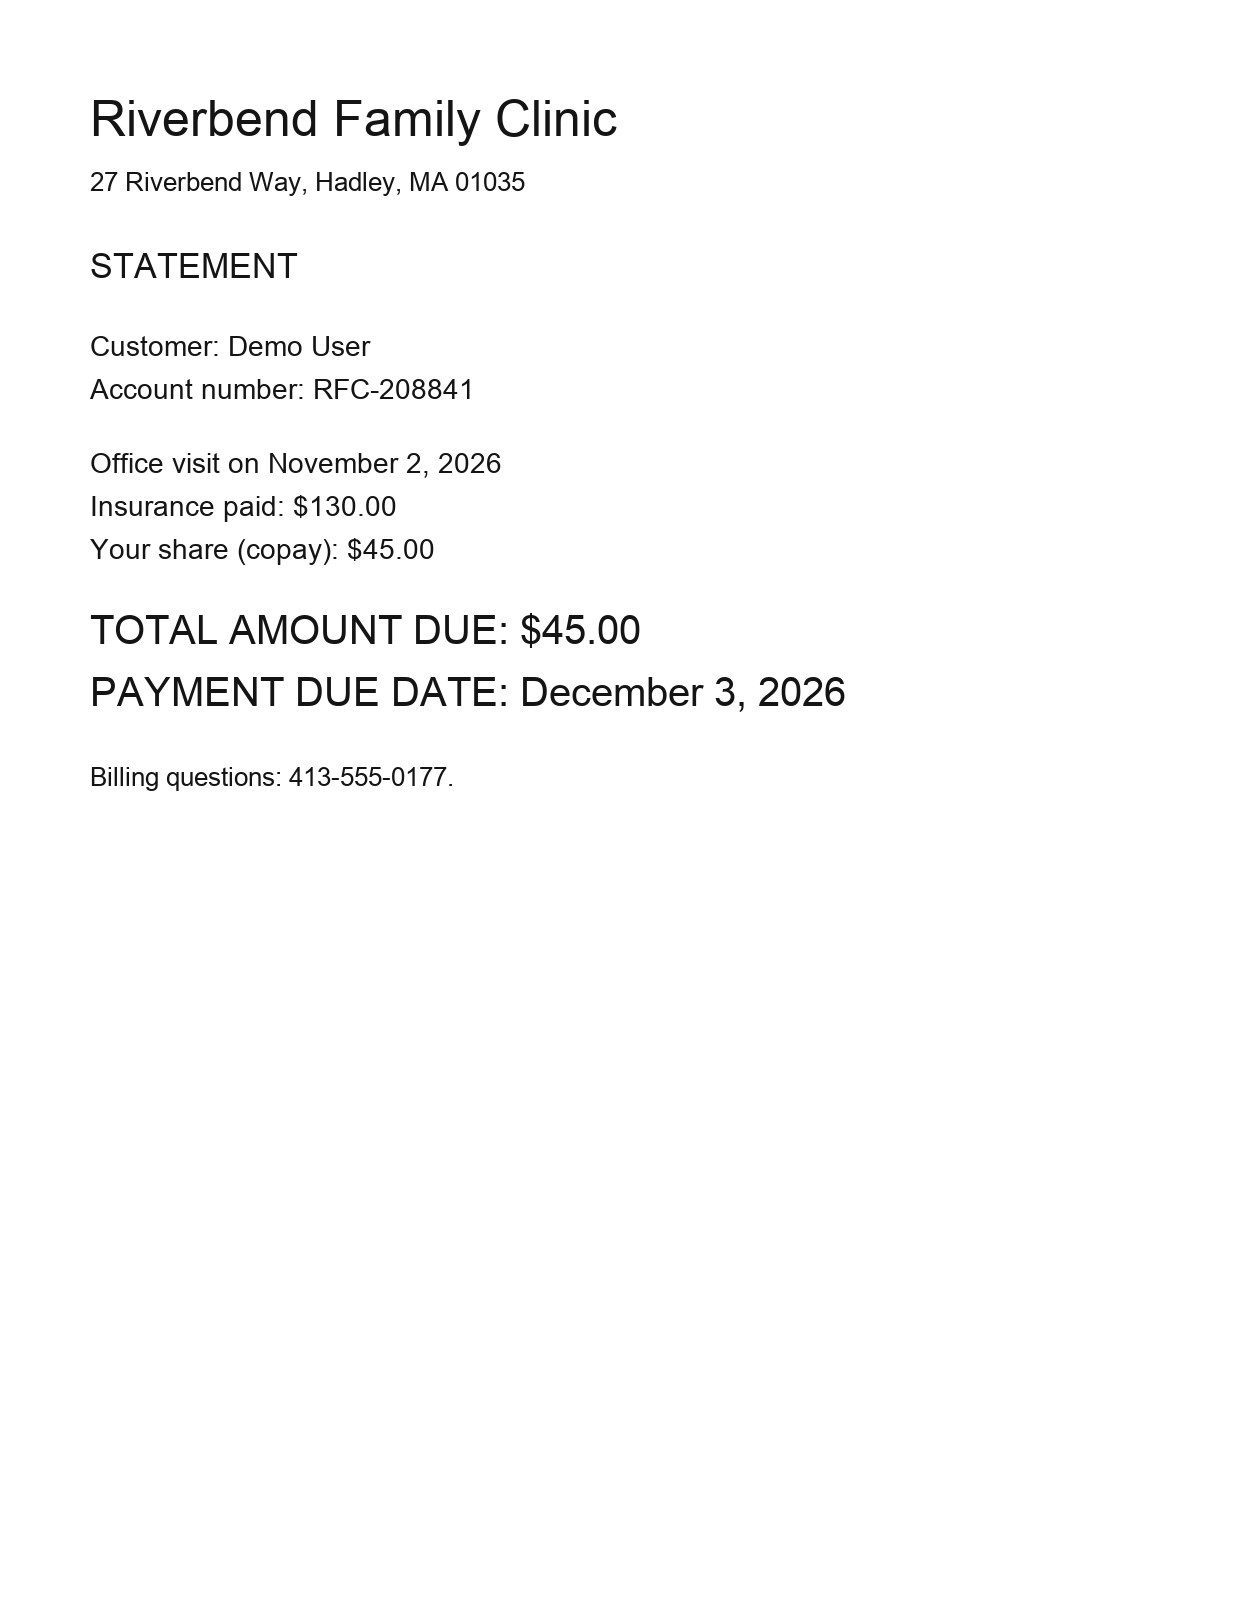 Riverbend Family Clinic
27 Riverbend Way, Hadley, MA 01035
STATEMENT
Customer: Demo User
Account number: RFC-208841
Office visit on November 2, 2026
Insurance paid: $130.00
Your share (copay): $45.00
TOTAL AMOUNT DUE: $45.00
PAYMENT DUE DATE: December 3, 2026
Billing questions: 413-555-0177.